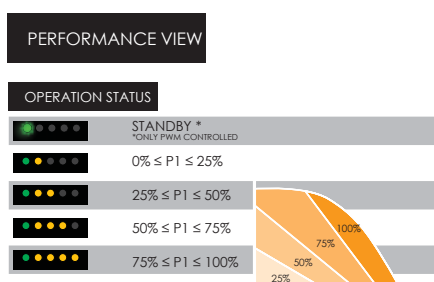 PERFORMANCE VIEW
OPERATION STATUS
STANDBY *
*ONLY PWM CONTROLLED
0% ≤ P1 ≤ 25%
25% ≤ P1 ≤ 50%
50% ≤ P1 ≤ 75%
75% ≤ P1 ≤ 100%
100%
75%
50%
25%